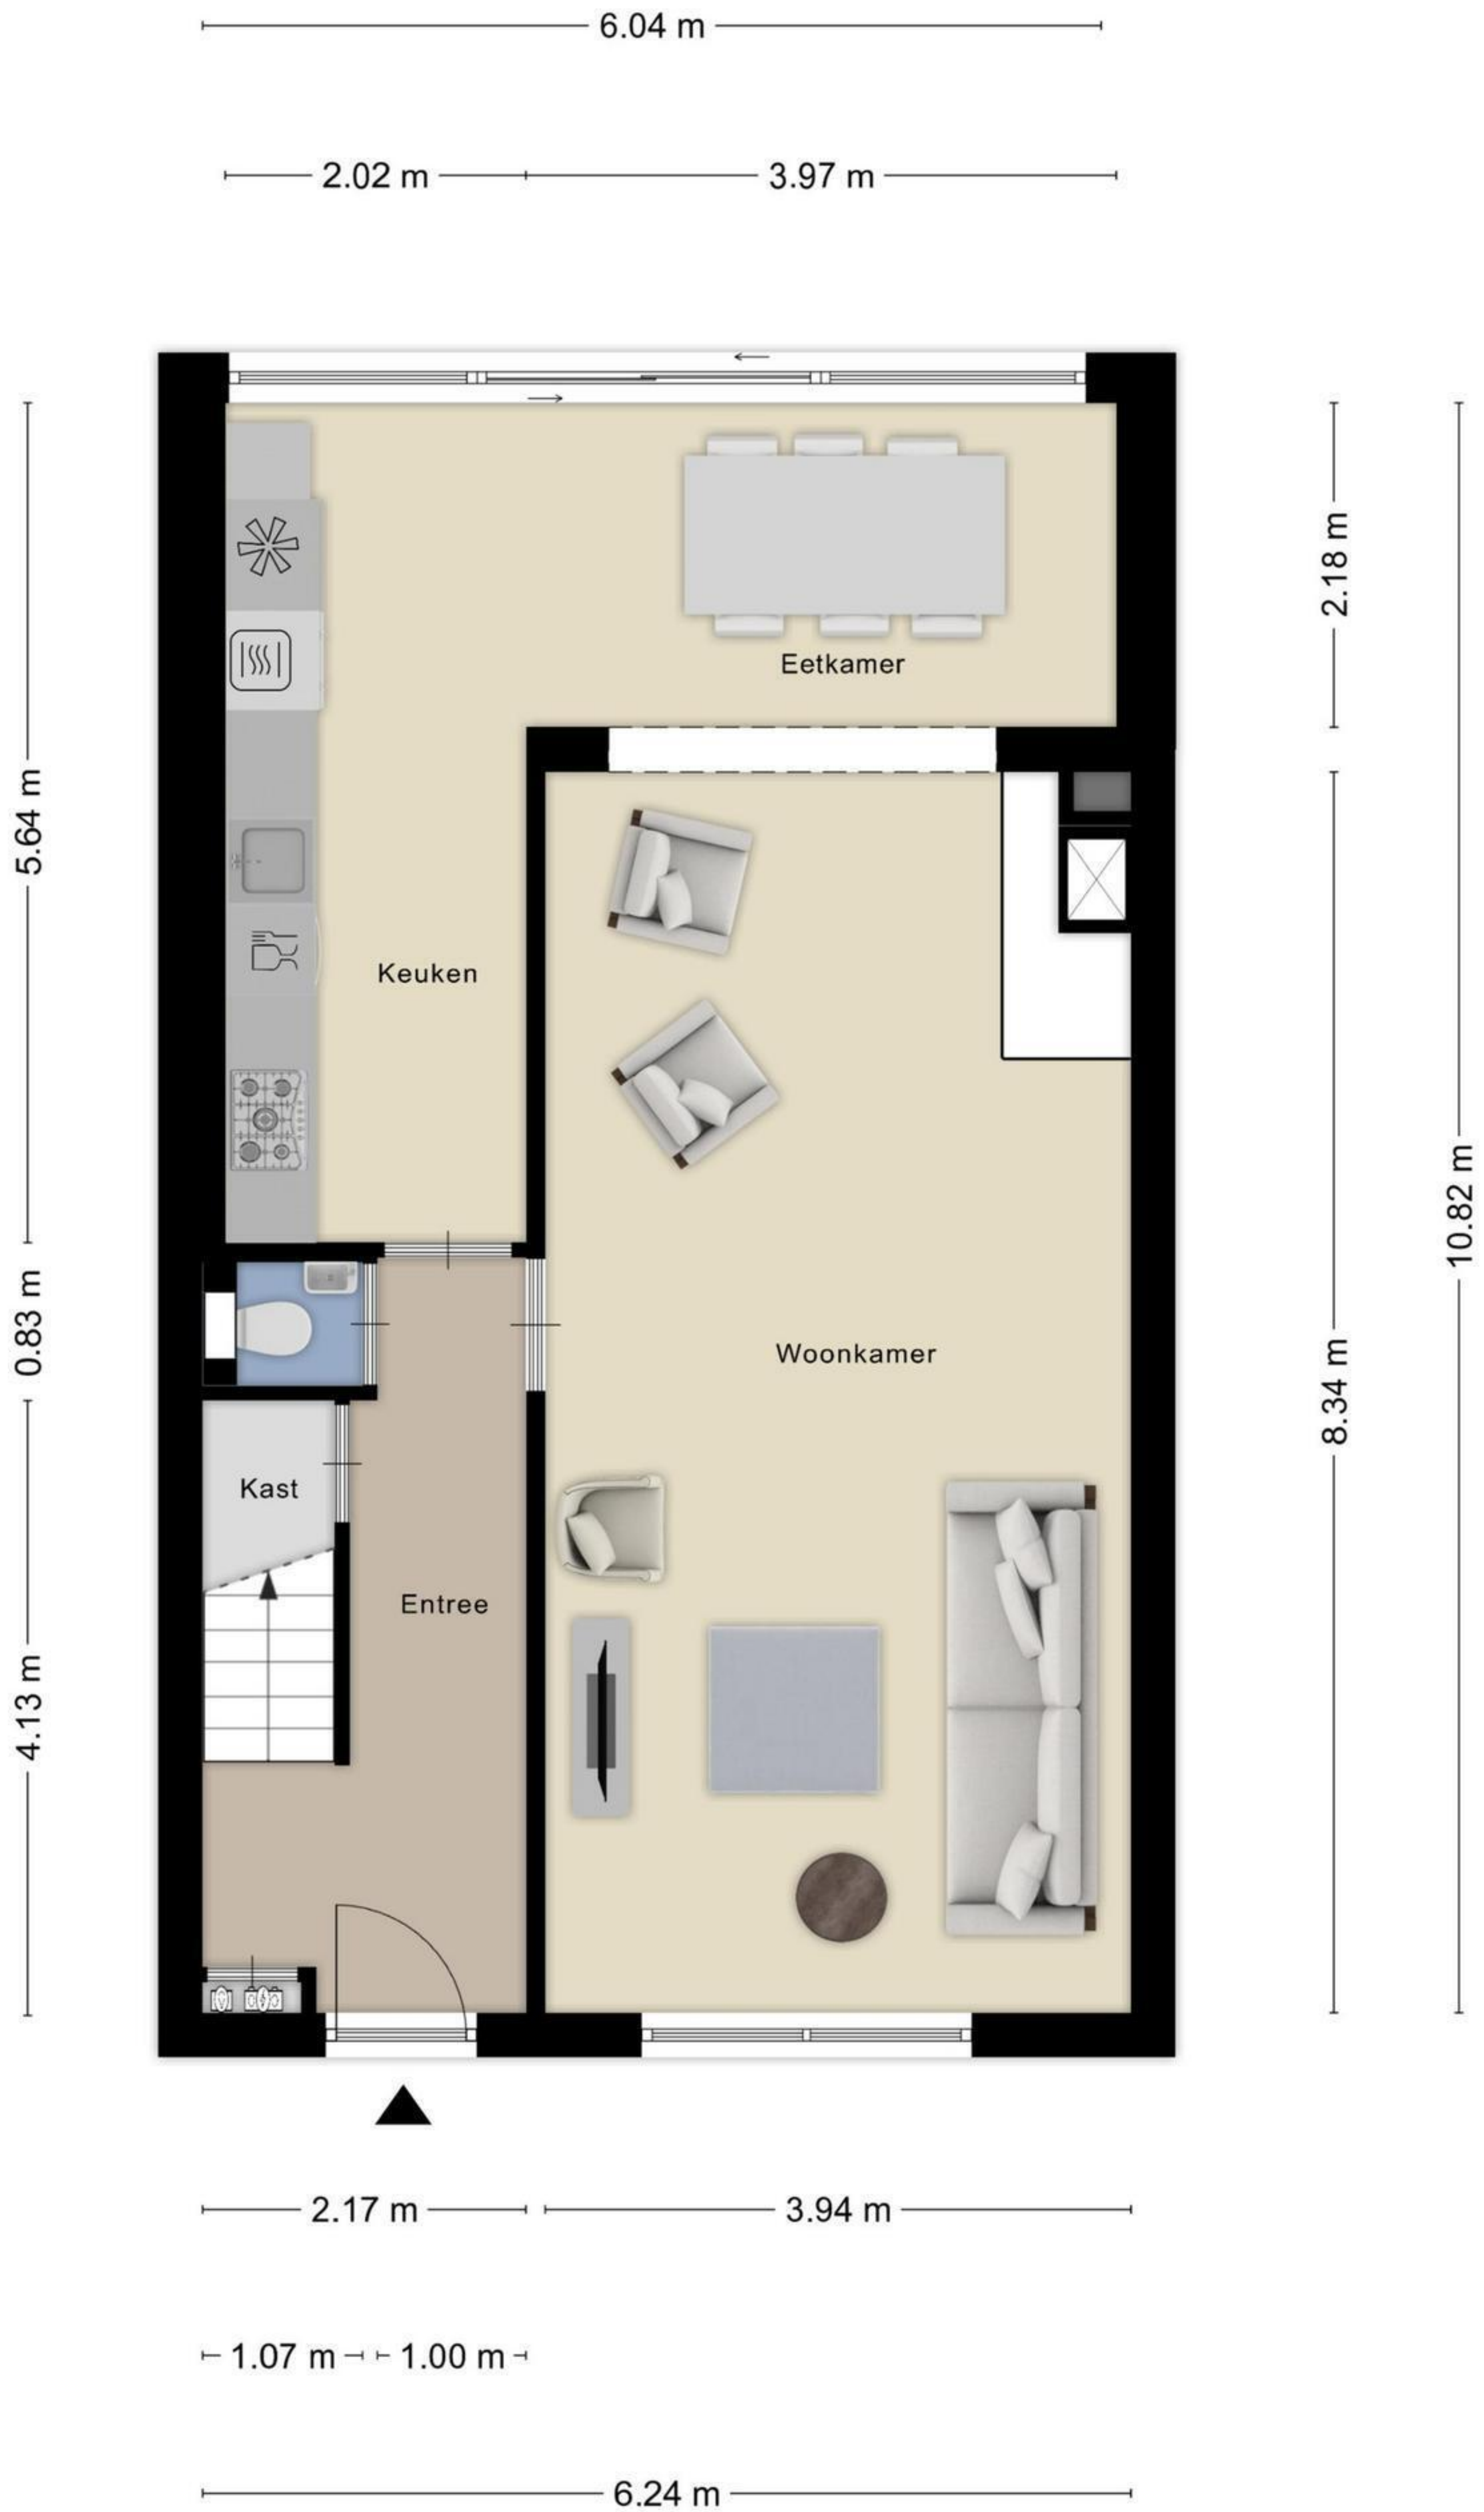 6.04 m
2.02 m
3.97 m
2.18 m
Eetkamer
5.64 m
Keuken
10.82 m
0.83 m
Woonkamer
8.34 m
Kast
Entree
4.13 m
2.17 m
3.94 m
1.07 m
1.00 m
6.24 m